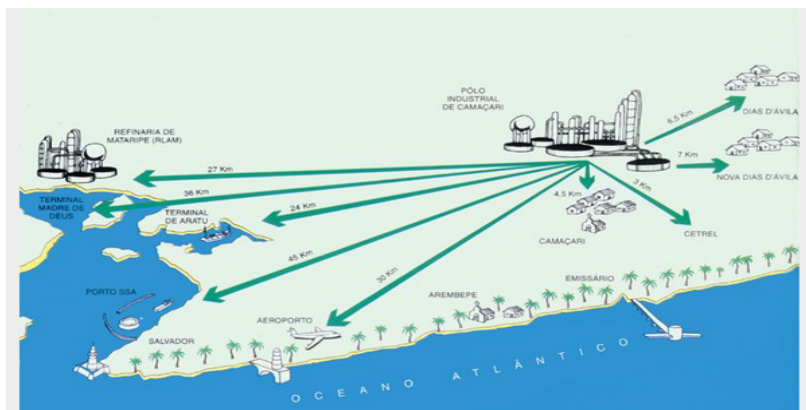 PÓLO
INDUSTRIAL
DE CAMAÇARI
6,5 Km
DIAS D'ÁVILA
REFINARIA DE
MATARIPE (RLAM)
27 Km
7 Km
NOVA DIAS D'ÁVILA
36 Km
3 Km
4,5 Km
TERMINAL
MADRE DE
DEUS
TERMINAL
DE ARATU
24 Km
CETREL
CAMAÇARI
45 Km
30 Km
EMISSÁRIO
PORTO SSA
AREMBEPE
AEROPORTO
SALVADOR
OCEANO ATLÂNTICO